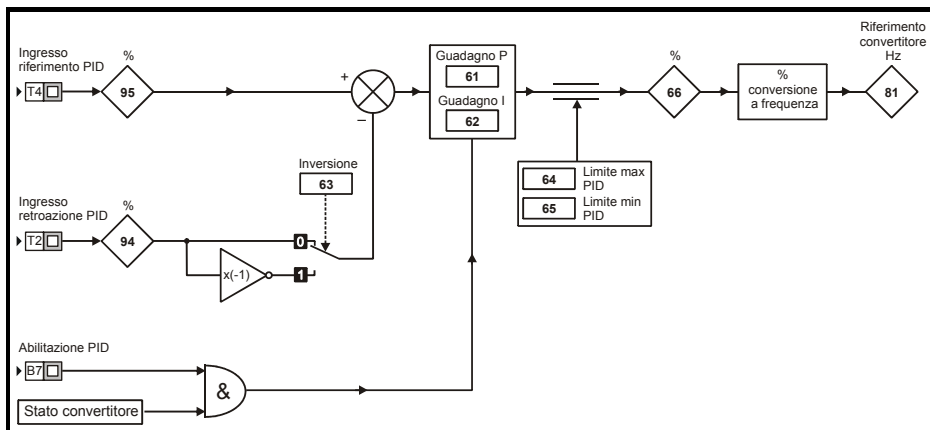 Ingresso
riferimento PID
T4
%
95
+
−
Guadagno P
61
Guadagno I
62
%
66
%
conversione
a frequenza
Riferimento
convertitore
Hz
81
64
Limite max
PID
65
Limite min
PID
Inversione
63
Ingresso
retroazione PID
T2
%
94
0
x(-1)
1
Abilitazione PID
B7
&
Stato convertitore